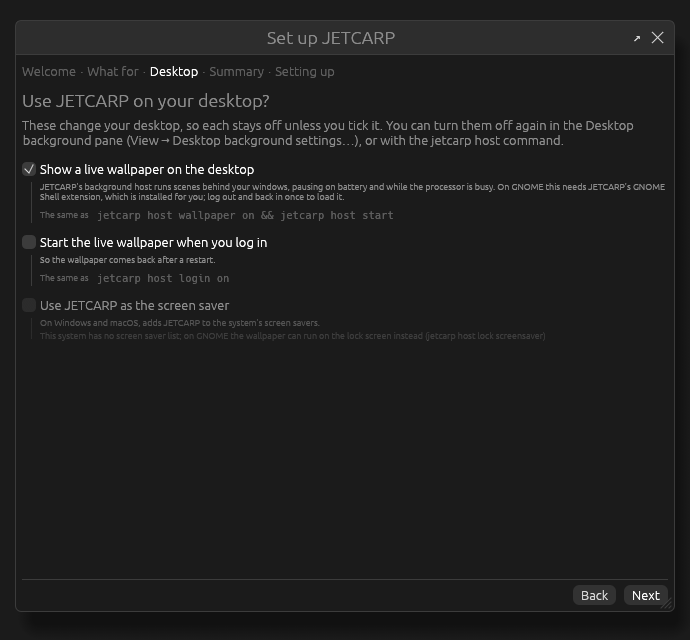 Set up JETCARP
Welcome · What for · Desktop · Summary · Setting up
Use JETCARP on your desktop?
These change your desktop, so each stays off unless you tick it. You can turn them off again in the Desktop
background pane (View → Desktop background settings…), or with the jetcarp host command.
Show a live wallpaper on the desktop
JETCARP's background host runs scenes behind your windows, pausing on battery and while the processor is busy. On GNOME this needs JETCARP's GNOME
Shell extension, which is installed for you; log out and back in once to load it.
The same as jetcarp host wallpaper on && jetcarp host start
Start the live wallpaper when you log in
So the wallpaper comes back after a restart.
The same as jetcarp host login on
Use JETCARP as the screen saver
On Windows and macOS, adds JETCARP to the system's screen savers.
This system has no screen saver list; on GNOME the wallpaper can run on the lock screen instead (jetcarp host lock screensaver)
Back Next